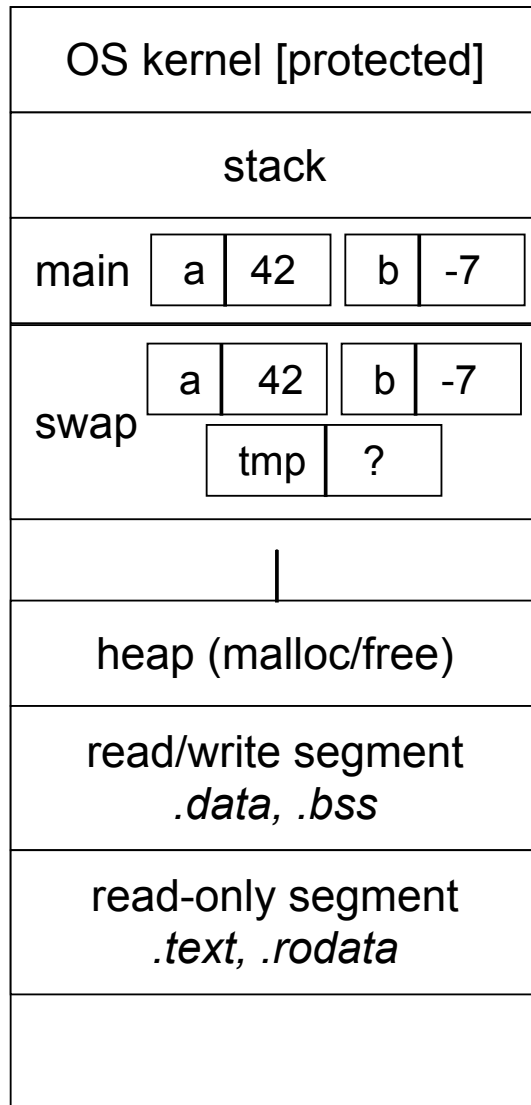 OS kernel [protected]
stack
main a 42 b -7
a 42 b -7
swap
tmp ?
heap (malloc/free)
read/write segment
.data, .bss
read-only segment
.text, .rodata